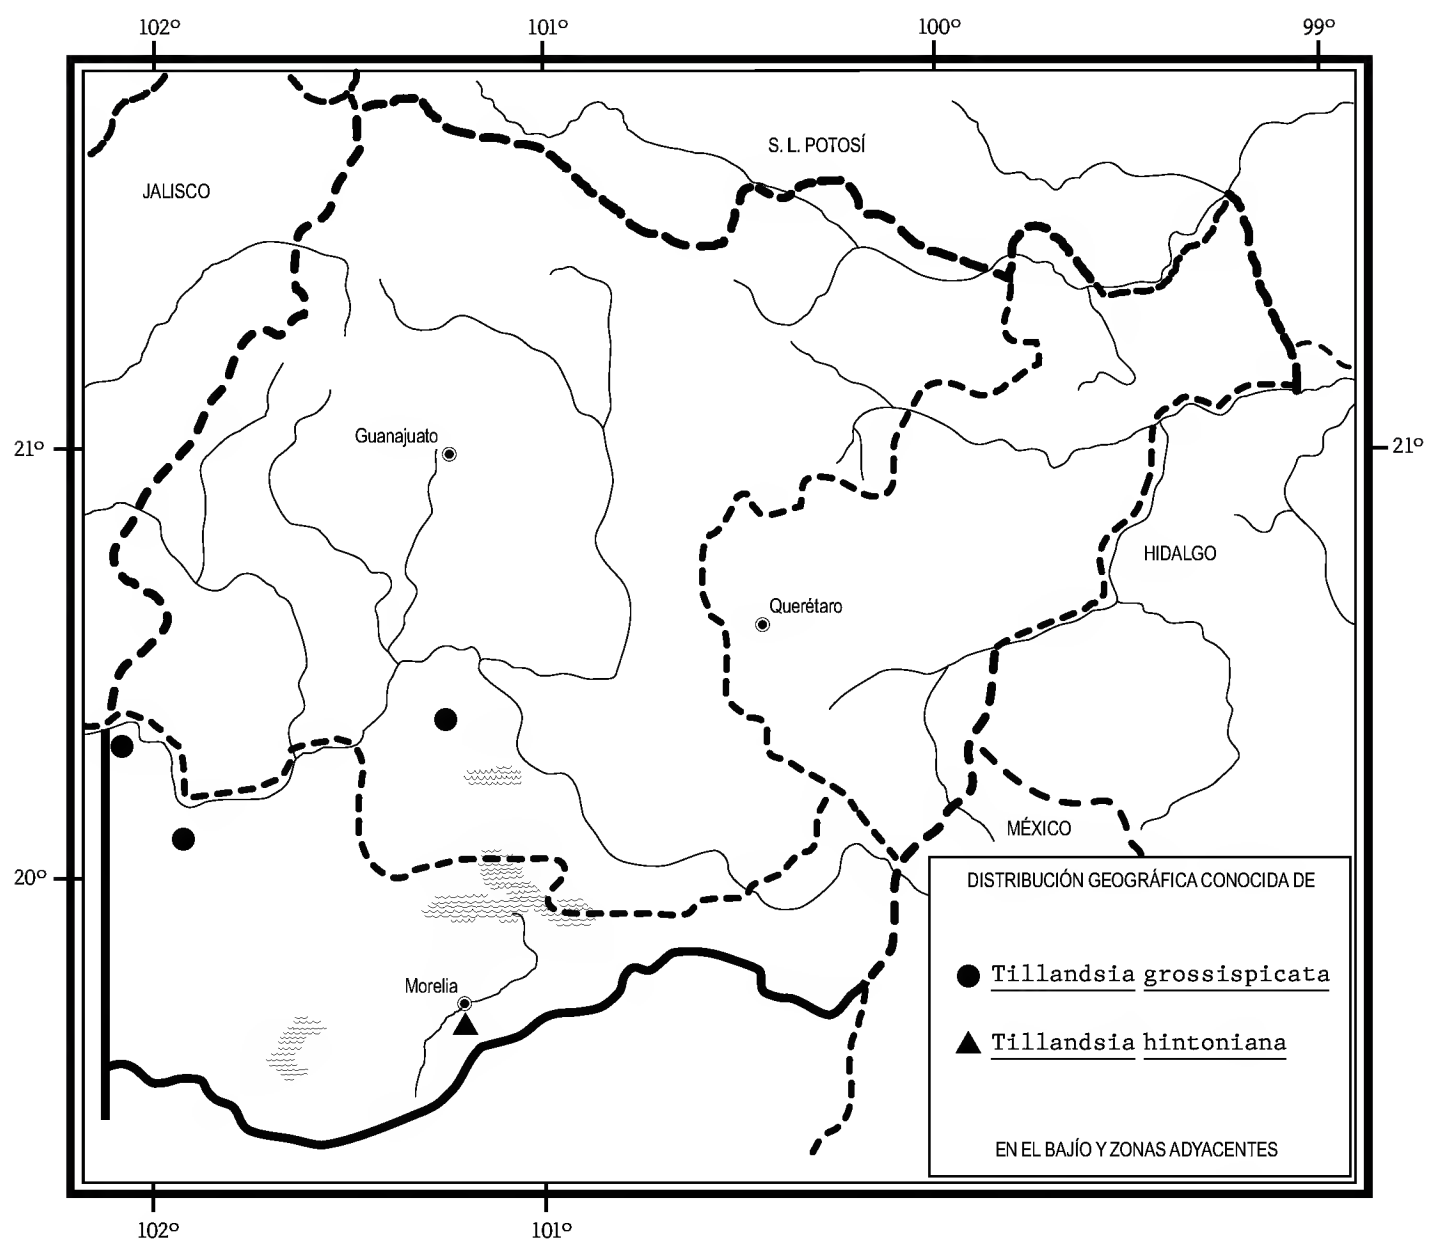 102º 101º 100º 99º
S. L. POTOSÍ
JALISCO
Guanajuato
21º 21º
HIDALGO
Querétaro
MÉXICO
20º
DISTRIBUCIÓN GEOGRÁFICA CONOCIDA DE
Tillandsia grossispicata
Morelia
Tillandsia hintoniana
EN EL BAJÍO Y ZONAS ADYACENTES
102º 101º